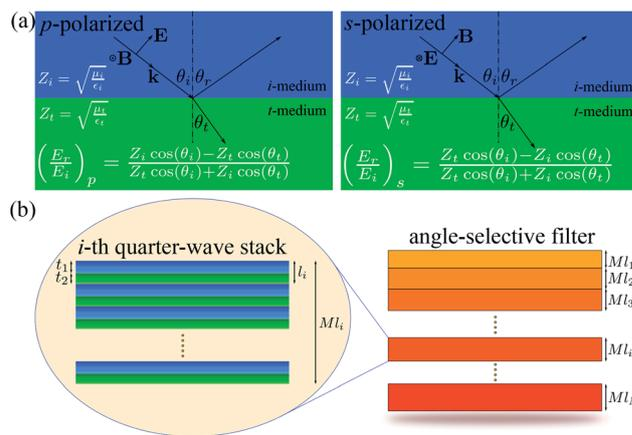 (a)
p-polarized
E
⊗B
k
θi θr
Zi = √(μi/ϵi)
i-medium
Zt = √(μt/ϵt)
t-medium
θt
(Er/Ei)p = (Zi cos(θi)−Zt cos(θt))/(Zt cos(θt)+Zi cos(θi))
s-polarized
B
⊙E
k
θi θr
Zi = √(μi/ϵi)
i-medium
Zt = √(μt/ϵt)
t-medium
θt
(Er/Ei)s = (Zt cos(θi)−Zi cos(θt))/(Zt cos(θi)+Zi cos(θt))
(b)
i-th quarter-wave stack
t1
t2
li
Mli
angle-selective filter
Ml1
Ml2
Ml3
Mli